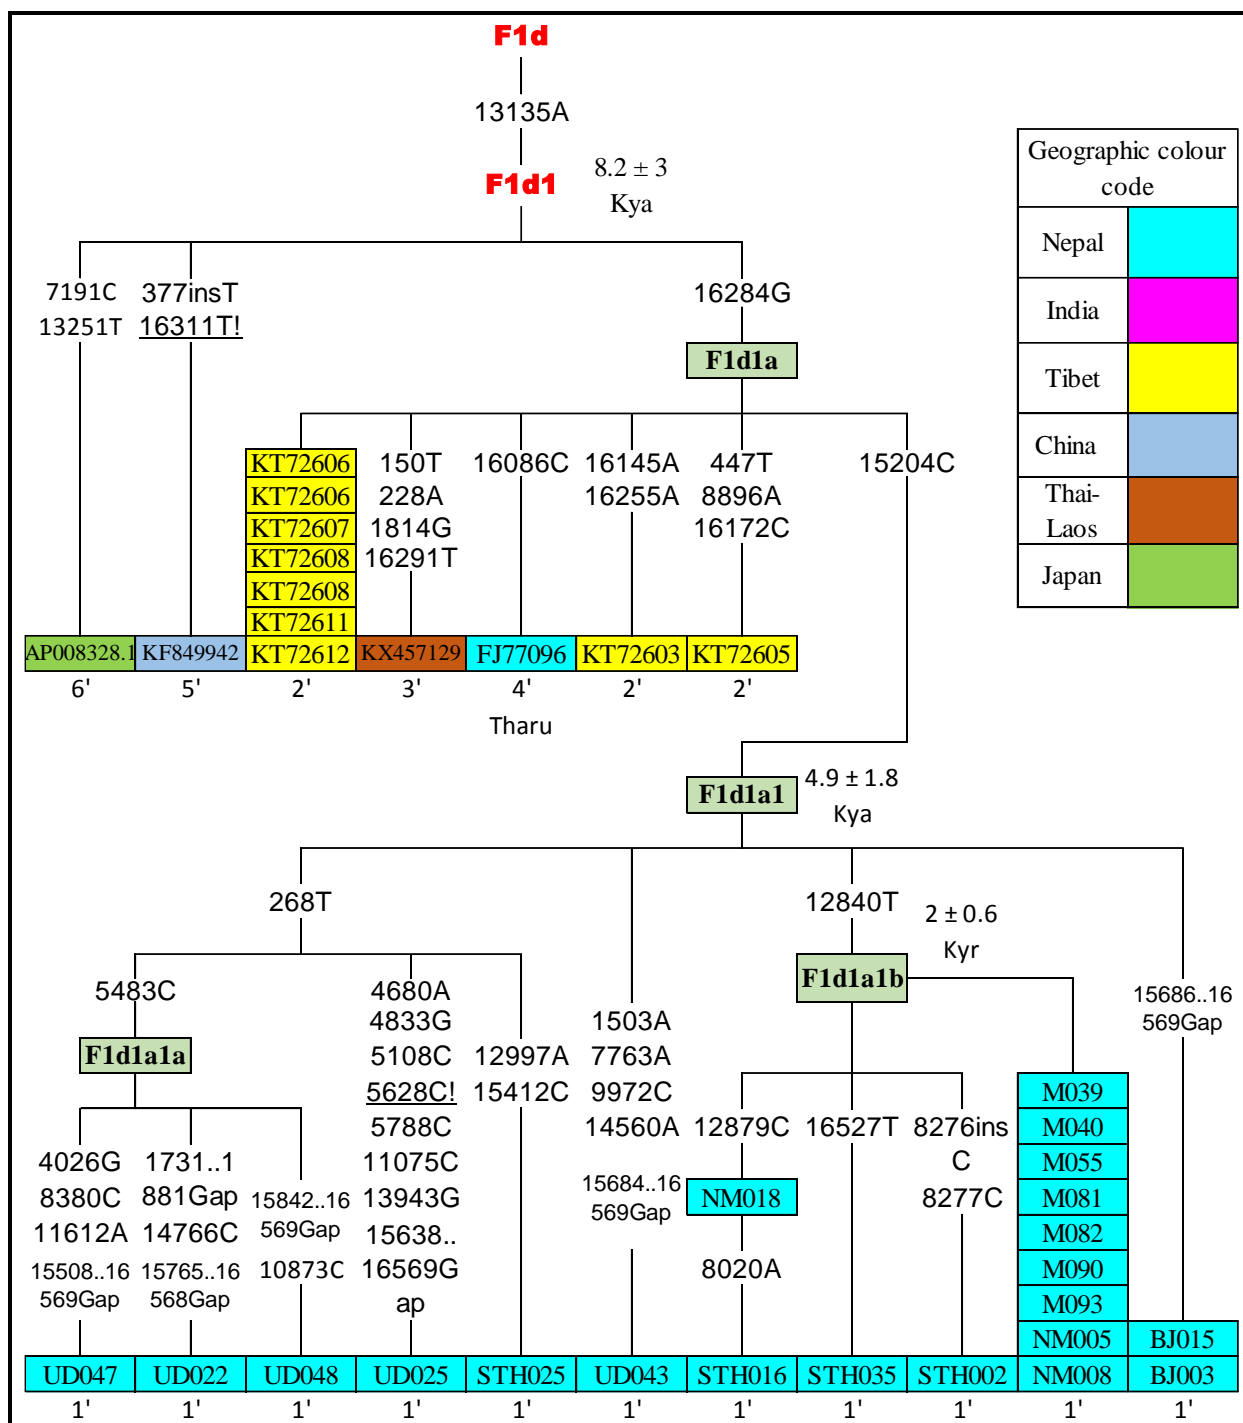 F1d
13135A
F1d1
8.2 ± 3
Kya
Geographic colour
code
Nepal
India
Tibet
China
Thai-
Laos
Japan
7191C
13251T
377insT
16311T!
16284G
F1d1a
KT72606
KT72606
KT72607
KT72608
KT72608
KT72611
KT72612
150T
228A
1814G
16291T
16086C
16145A
16255A
447T
8896A
16172C
15204C
AP008328.1
KF849942
KX457129
FJ77096
KT72603
KT72605
6'
5'
2'
3'
4'
2'
2'
Tharu
F1d1a1
4.9 ± 1.8
Kya
268T
12840T
2 ± 0.6
Kyr
F1d1a1b
5483C
F1d1a1a
4026G
8380C
11612A
15508..16
569Gap
1731..1
881Gap
14766C
15765..16
568Gap
15842..16
569Gap
10873C
4680A
4833G
5108C
5628C!
5788C
11075C
13943G
15638..
16569G
ap
12997A
15412C
1503A
7763A
9972C
14560A
15684..16
569Gap
12879C
NM018
8020A
16527T
8276ins
C
8277C
M039
M040
M055
M081
M082
M090
M093
NM005
NM008
15686..16
569Gap
BJ015
BJ003
UD047
UD022
UD048
UD025
STH025
UD043
STH016
STH035
STH002
1'
1'
1'
1'
1'
1'
1'
1'
1'
1'
1'